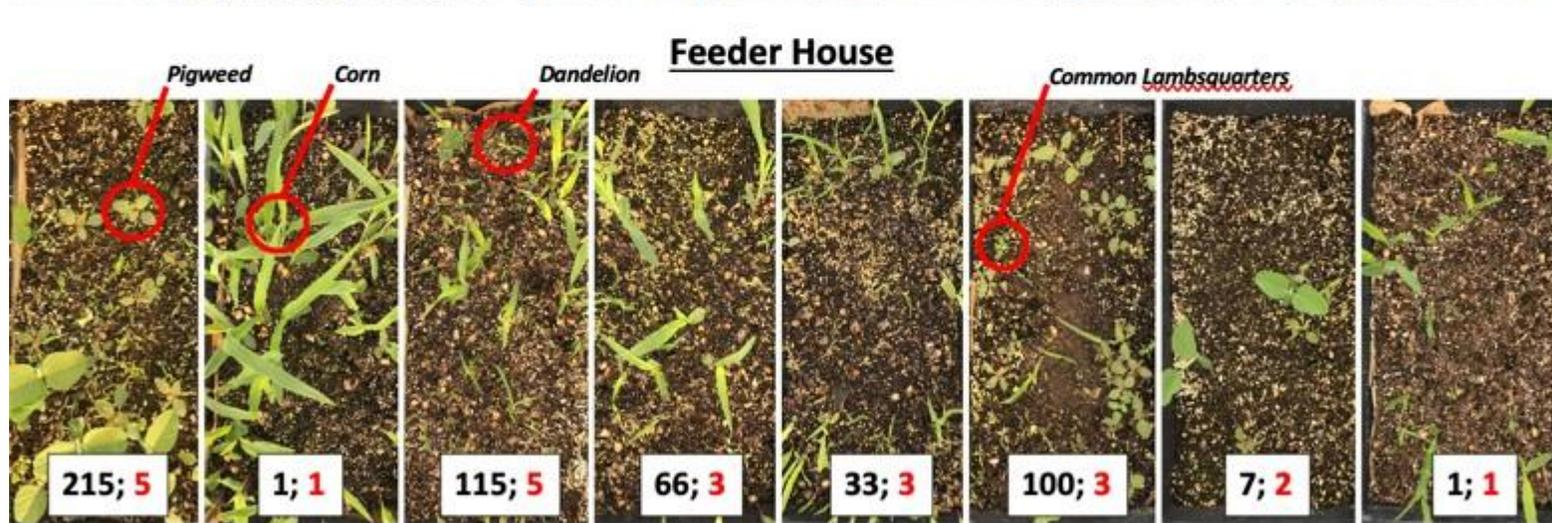 Feeder House
Pigweed Corn Dandelion Common Lambsquarters
215; 5 1; 1 115; 5 66; 3 33; 3 100; 3 7; 2 1; 1